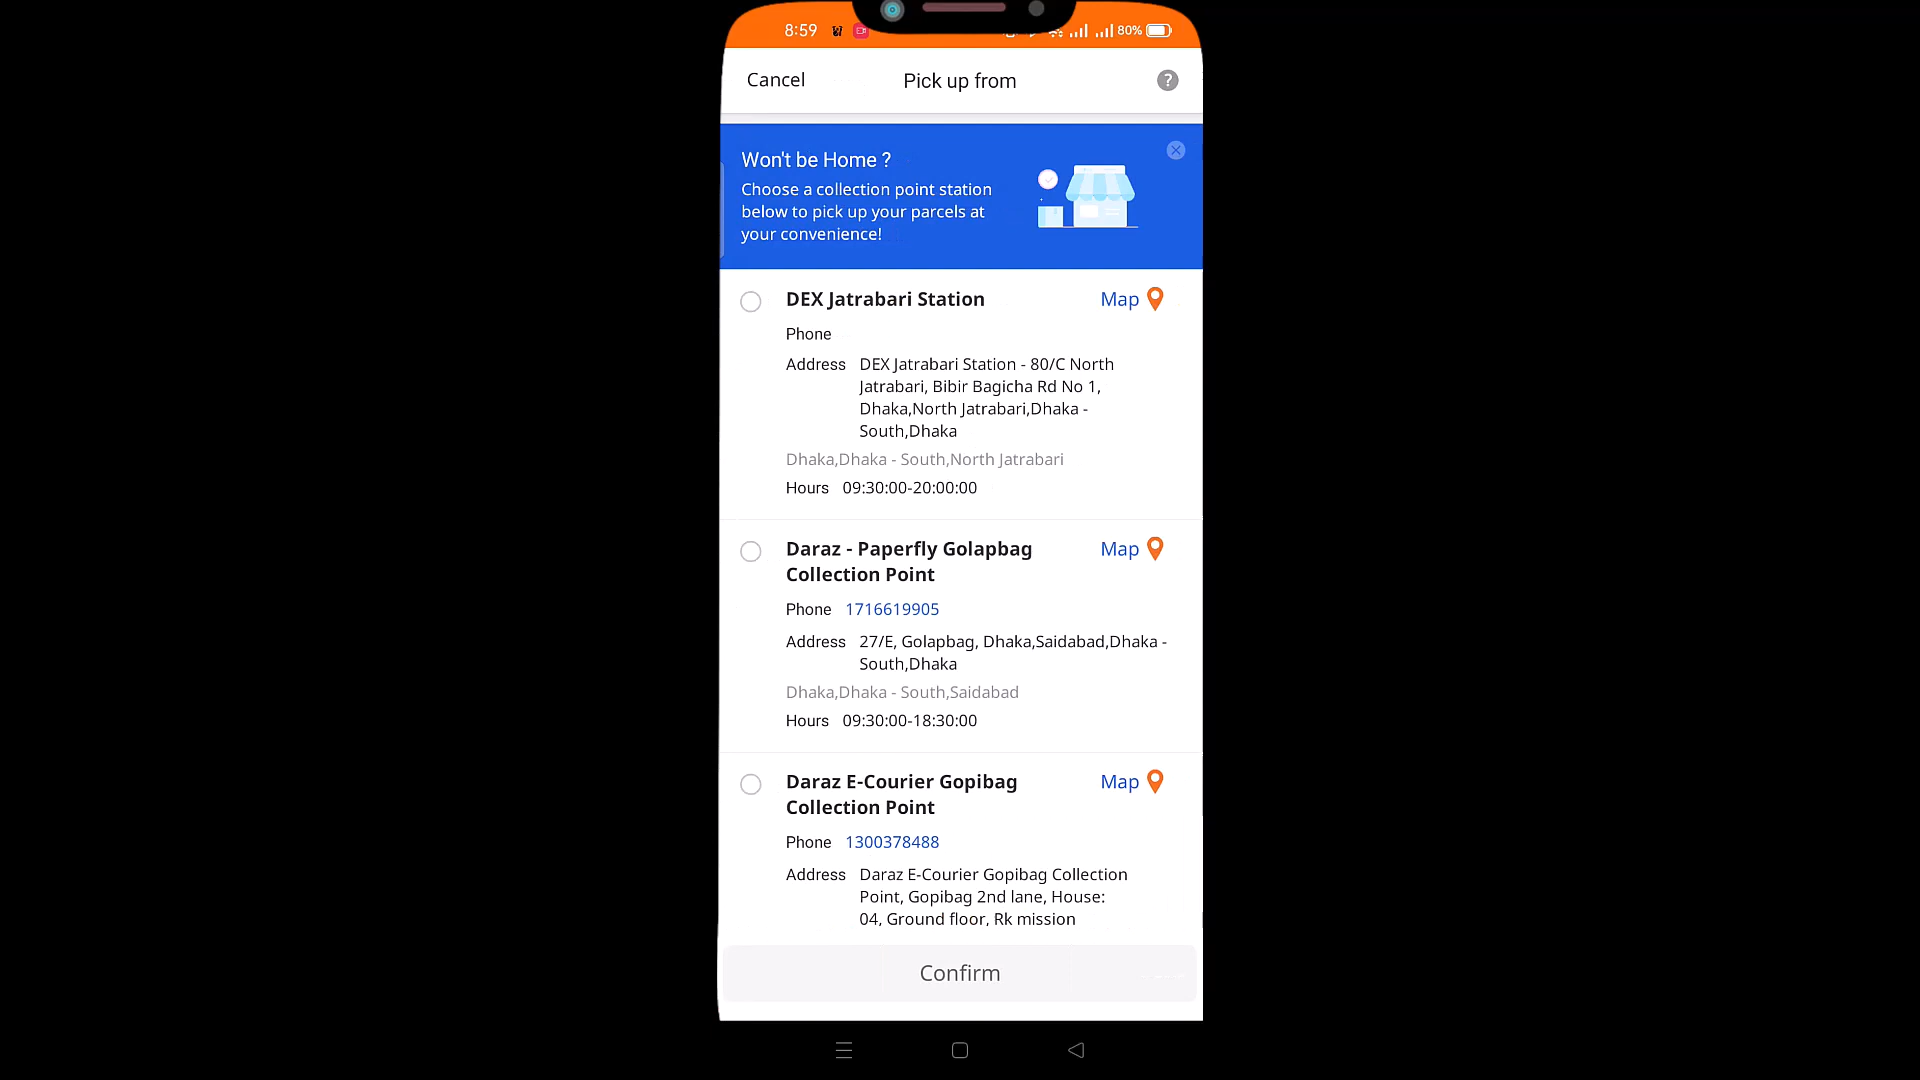 8:59
80%
Cancel
Pick up from
?
Won't be Home ?
Choose a collection point station
below to pick up your parcels at
your convenience!
DEX Jatrabari Station
Map
Phone
Address DEX Jatrabari Station - 80/C North
Jatrabari, Bibir Bagicha Rd No 1,
Dhaka,North Jatrabari,Dhaka -
South,Dhaka
Dhaka,Dhaka - South,North Jatrabari
Hours 09:30:00-20:00:00
Daraz - Paperfly Golapbag
Collection Point
Map
Phone 1716619905
Address 27/E, Golapbag, Dhaka,Saidabad,Dhaka -
South,Dhaka
Dhaka,Dhaka - South,Saidabad
Hours 09:30:00-18:30:00
Daraz E-Courier Gopibag
Collection Point
Map
Phone 1300378488
Address Daraz E-Courier Gopibag Collection
Point, Gopibag 2nd lane, House:
04, Ground floor, Rk mission
Confirm